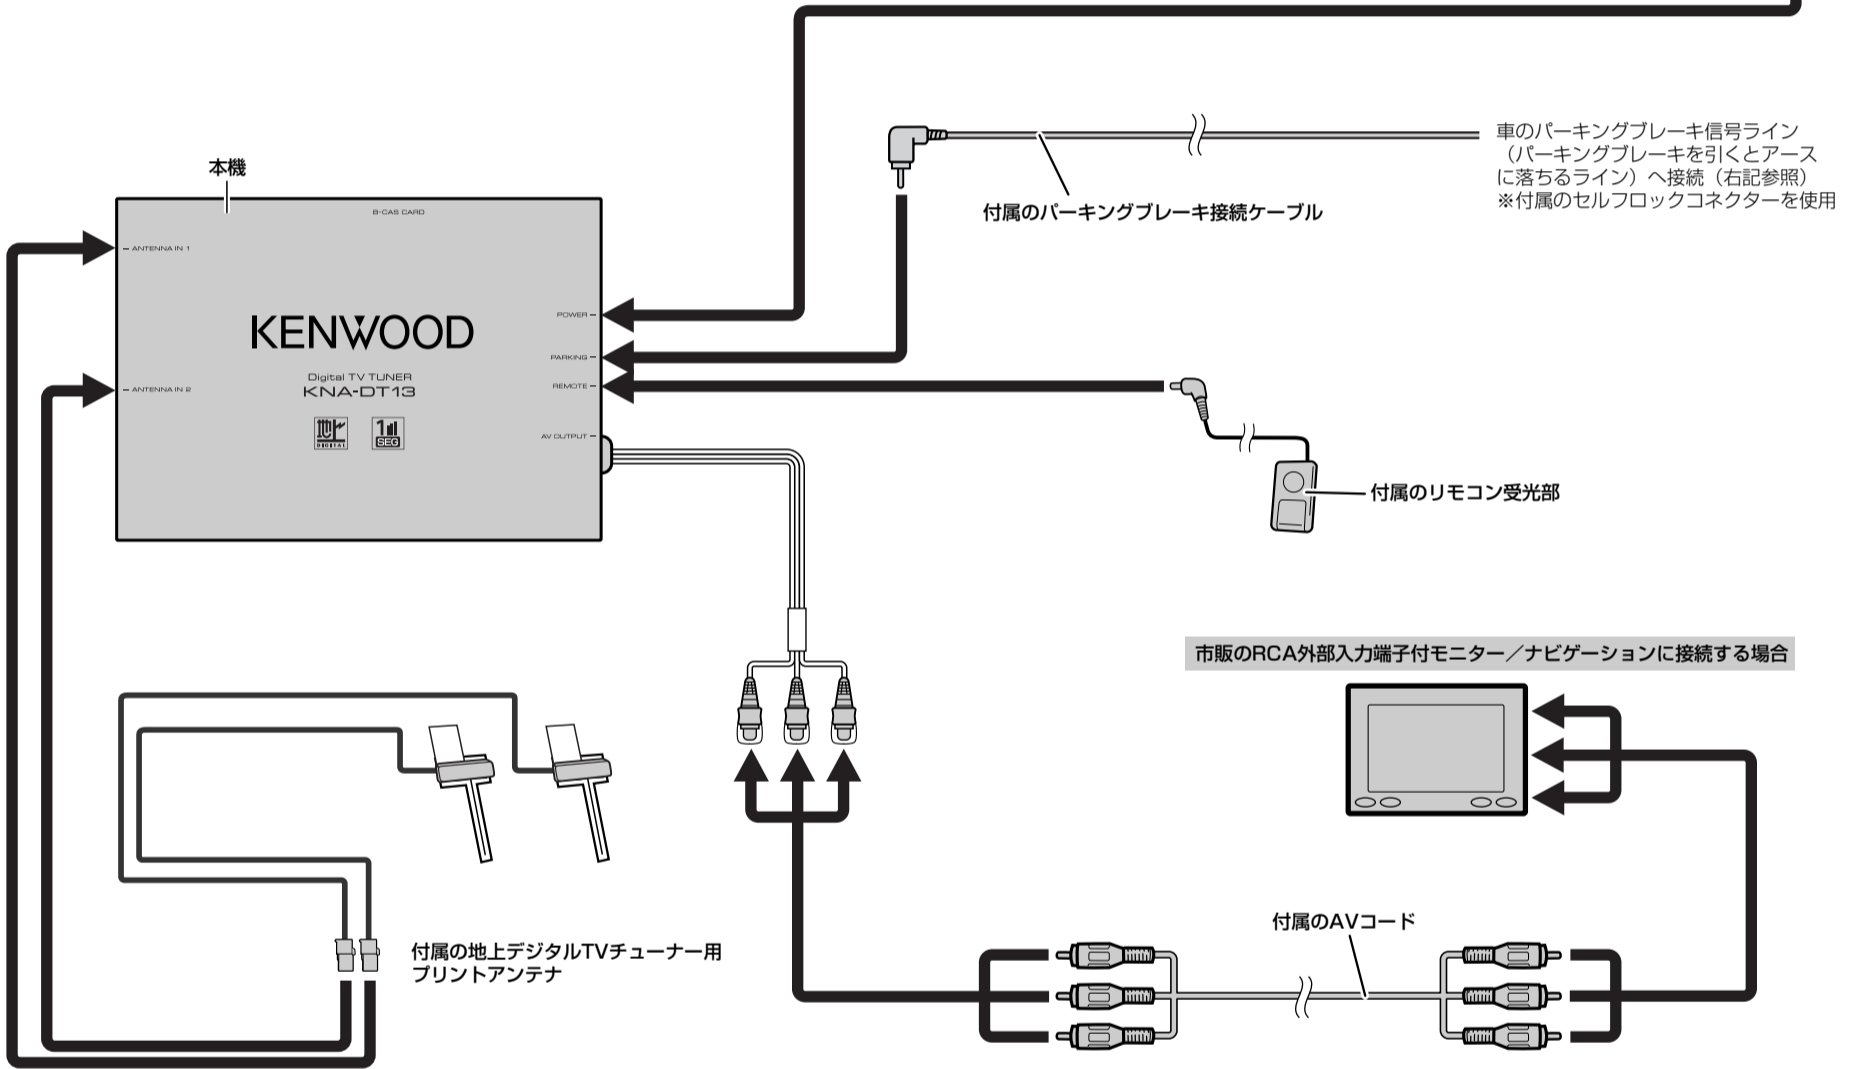 車のパーキングブレーキ信号ライン
（パーキングブレーキを引くとアース
に落ちるライン）へ接続（右記参照）
※付属のセルフロックコネクターを使用
付属のパーキングブレーキ接続ケーブル
本機
B-CAS CARD
ANTENNA IN 1
KENWOOD
POWER
Digital TV TUNER
KNA-DT13
PARKING
ANTENNA IN 2
REMOTE
地
DIGITAL
1
SEG
AV OUTPUT
付属のリモコン受光部
市販のRCA外部入力端子付モニター／ナビゲーションに接続する場合
付属のAVコード
付属の地上デジタルTVチューナー用
プリントアンテナ